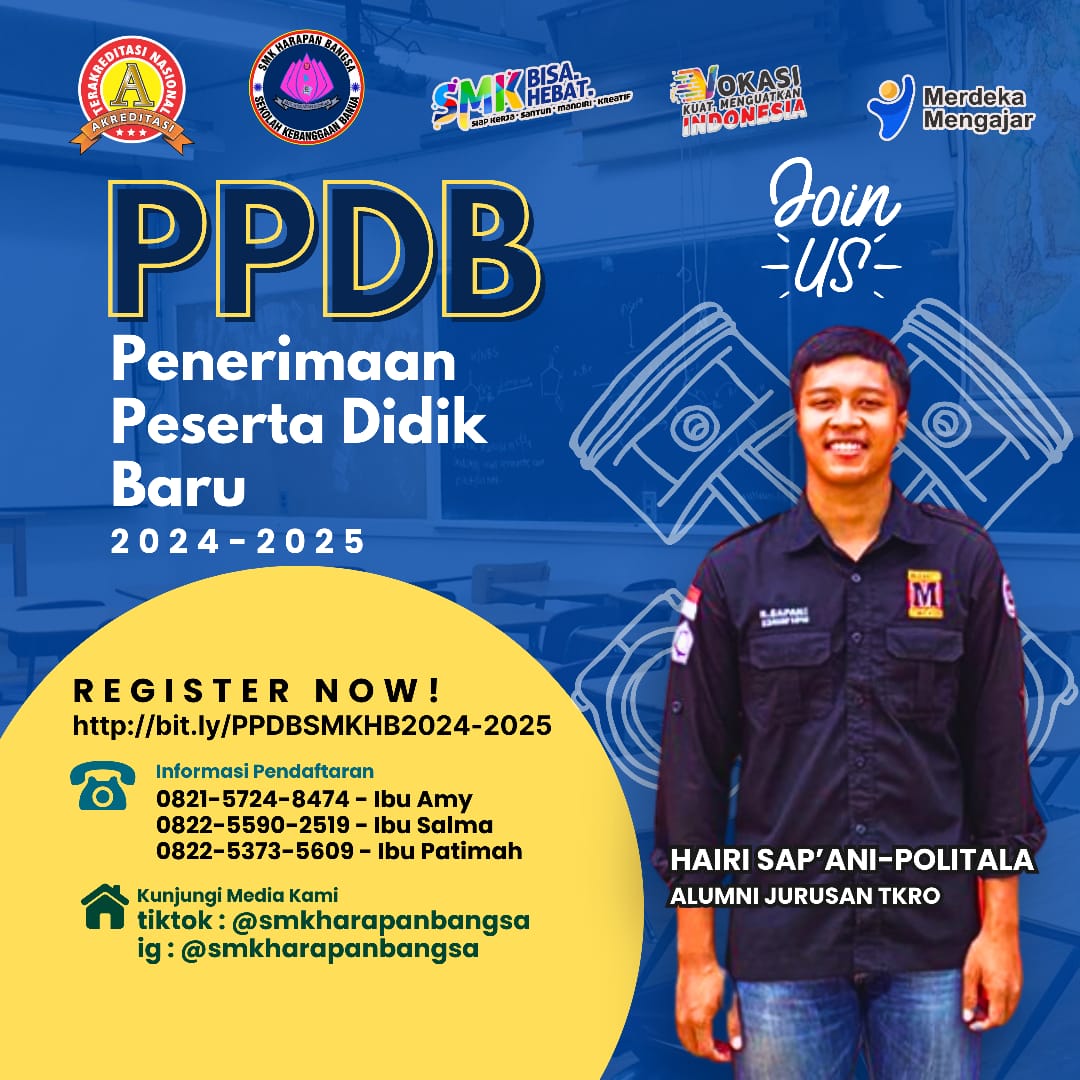 TERAKREDITASI NASIONAL
A
AKREDITASI
SMK HARAPAN BANGSA
SEKOLAH KEBANGGAAN BANUA
SMK BISA-HEBAT.
SIAP KERJA • SANTUN • MANDIRI • KREATIF
VOKASI
KUAT, MENGUATKAN
INDONESIA
Merdeka
Mengajar
PPDB
Join
US
Penerimaan
Peserta Didik
Baru
2024-2025
REGISTER NOW!
http://bit.ly/PPDBSMKHB2024-2025
Informasi Pendaftaran
0821-5724-8474 - Ibu Amy
0822-5590-2519 - Ibu Salma
0822-5373-5609 - Ibu Patimah
Kunjungi Media Kami
tiktok : @smkharapanbangsa
ig : @smkharapanbangsa
M
HAIRI SAP’ANI-POLITALA
ALUMNI JURUSAN TKRO